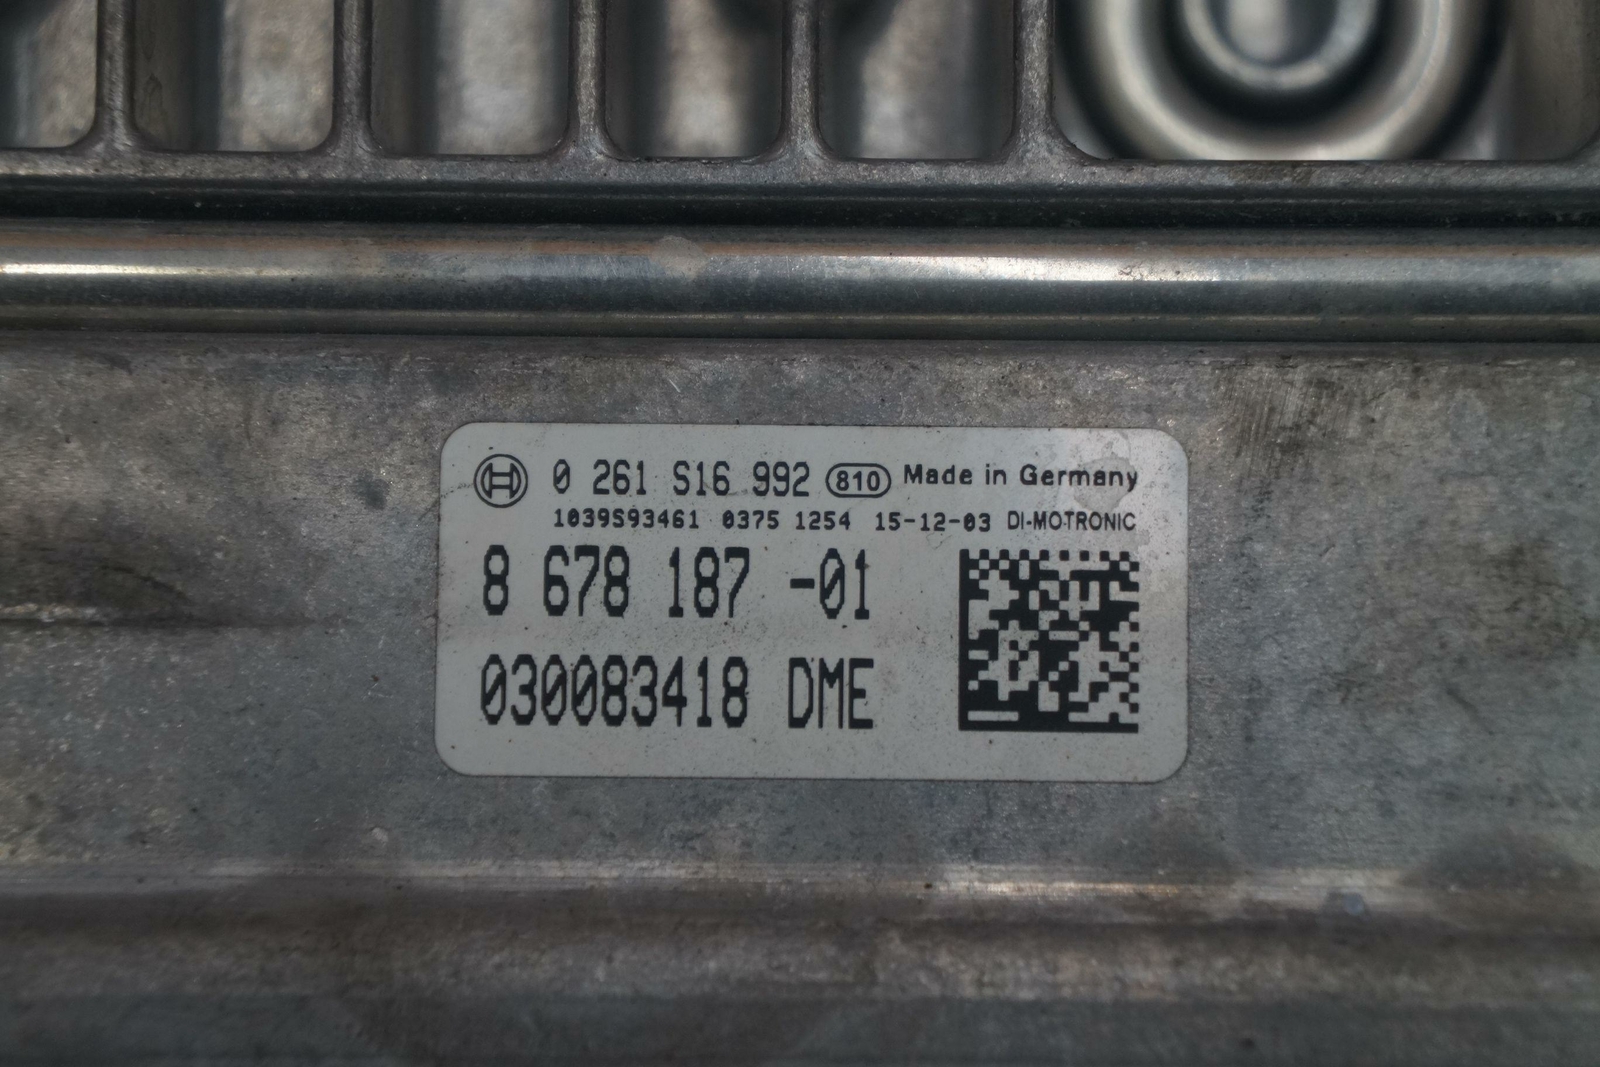 0 261 S16 992 810 Made in Germany
1039S93461 0375 1254 15-12-03 DI-MOTRONIC
8 678 187 -01
030083418 DME